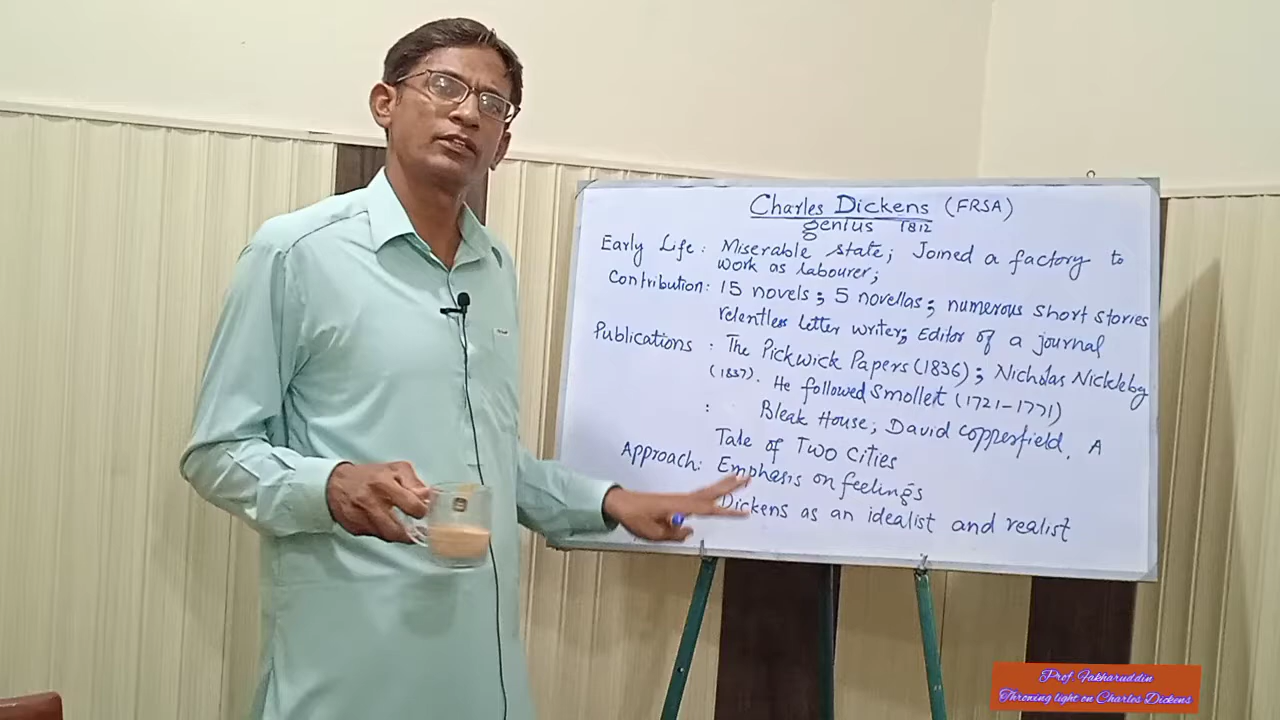 Charles Dickens (FRSA)
genius 1812
Early Life: Miserable state; Joined a factory to
work as labourer;
Contribution: 15 novels; 5 novellas; numerous short stories
relentless letter writer; Editor of a journal
Publications : The Pickwick Papers (1836); Nicholas Nickleby
(1837). He followed Smollett (1721-1771)
: Bleak House; David Copperfield, A
Tale of Two Cities
Approach: Emphasis on feelings
Dickens as an idealist and realist
Prof. Fakharuddin
Throwing light on Charles Dickens